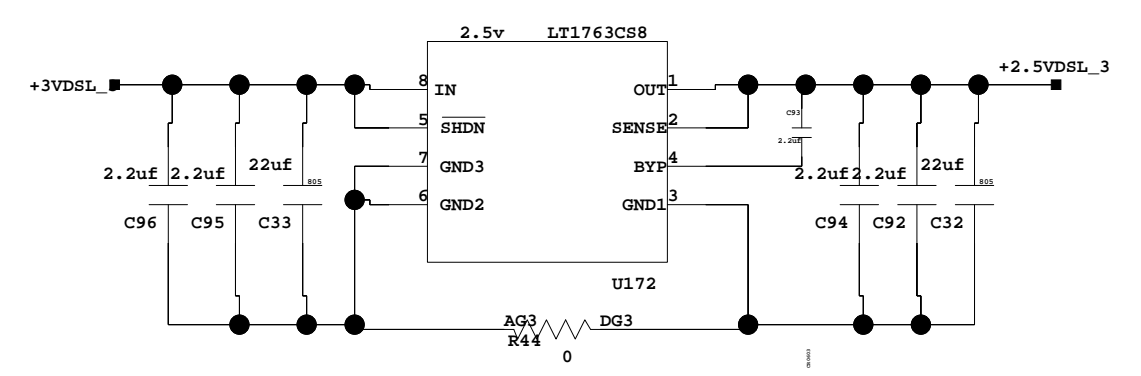 2.5v LT1763CS8
+3VDSL_
+2.5VDSL_3
8 IN
OUT 1
5 SHDN
SENSE 2
C93
2.2uf
7 GND3
BYP 4
6 GND2
GND1 3
2.2uf 2.2uf 22uf 805
C96 C95 C33
2.2uf 2.2uf 22uf 805
C94 C92 C32
U172
AG3 DG3
R44
0